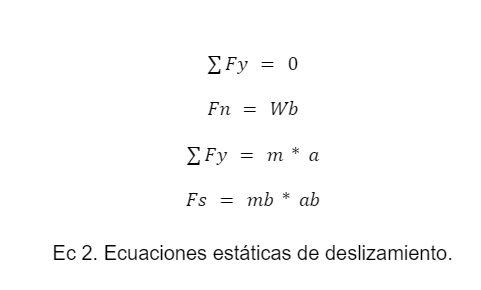 ∑Fy = 0
Fn = Wb
∑Fy = m * a
Fs = mb * ab
Ec 2. Ecuaciones estáticas de deslizamiento.